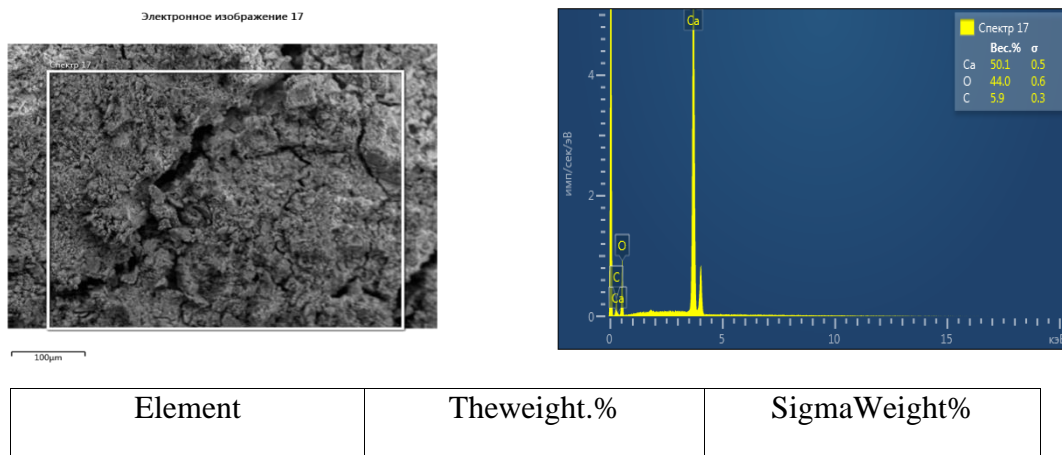 Электронное изображение 17
Спектр 17
100μm
Ca
O
C
Ca
имп/сек/эВ
4
2
0
0
5
10
15
кэВ
Спектр 17
Вес.% σ
Ca 50.1 0.5
O 44.0 0.6
C 5.9 0.3
Element Theweight.% SigmaWeight%